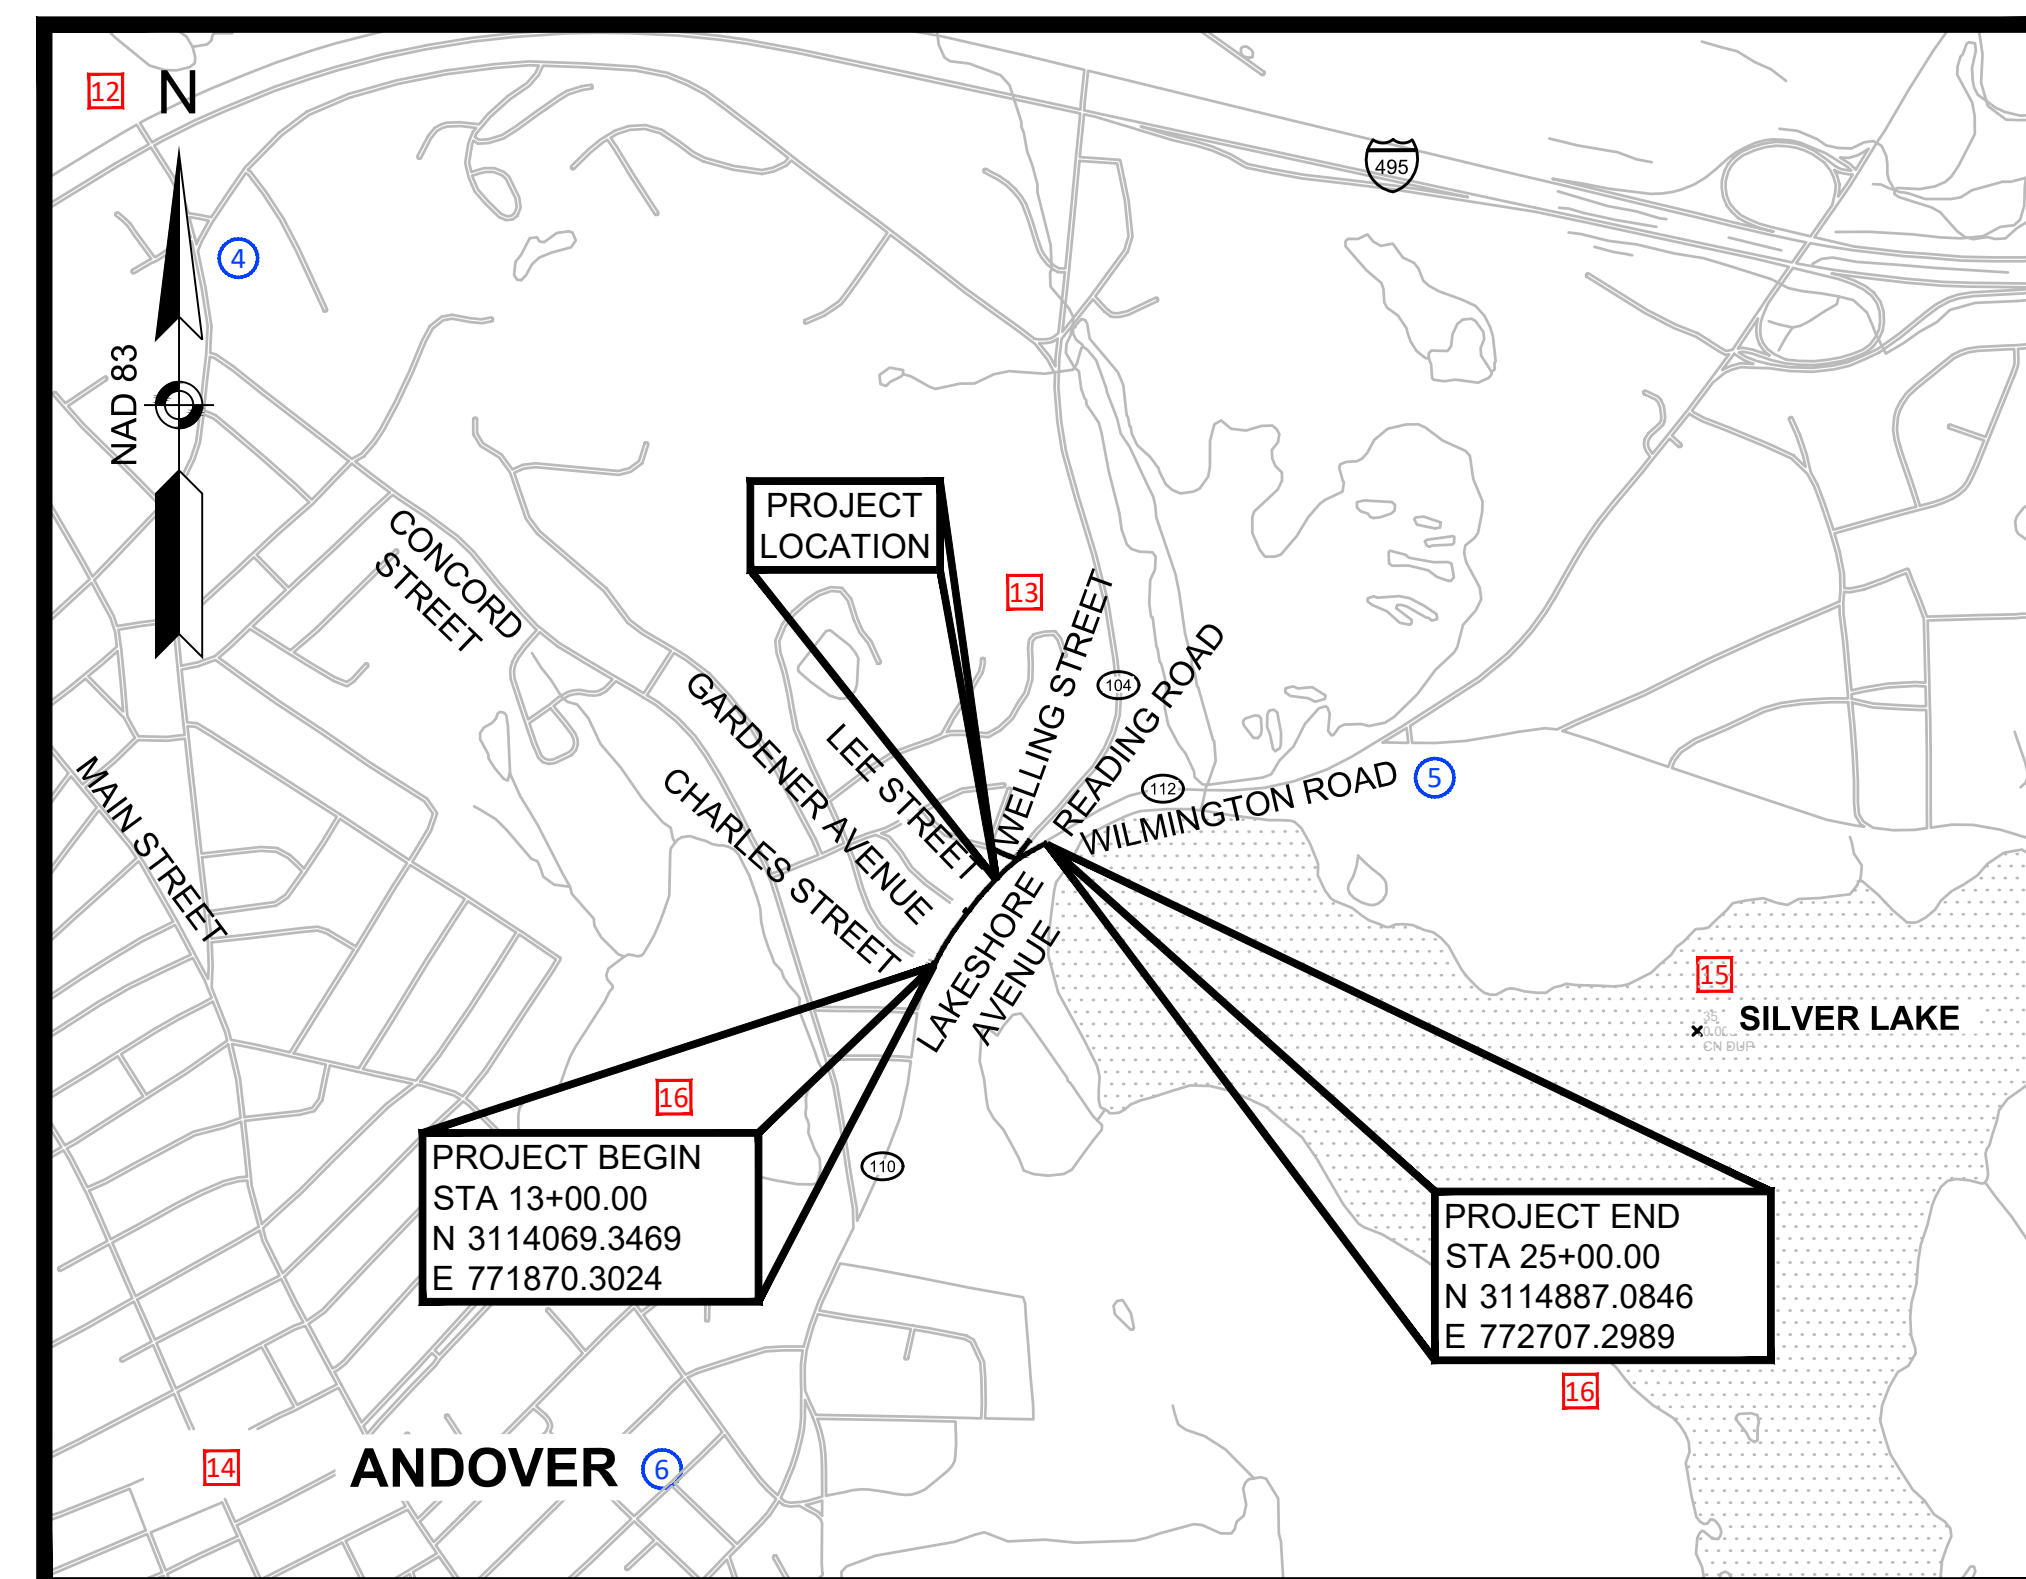 12
N
495
4
NAD 83
PROJECT
LOCATION
CONCORD
STREET
13
WELLING STREET
104
READING ROAD
GARDENER AVENUE
LEE STREET
CHARLES STREET
MAIN STREET
112
WILMINGTON ROAD
5
LAKESHORE
AVENUE
15
SILVER LAKE
35
CN DUP
16
PROJECT BEGIN
STA 13+00.00
N 3114069.3469
E 771870.3024
110
PROJECT END
STA 25+00.00
N 3114887.0846
E 772707.2989
16
14
ANDOVER
6